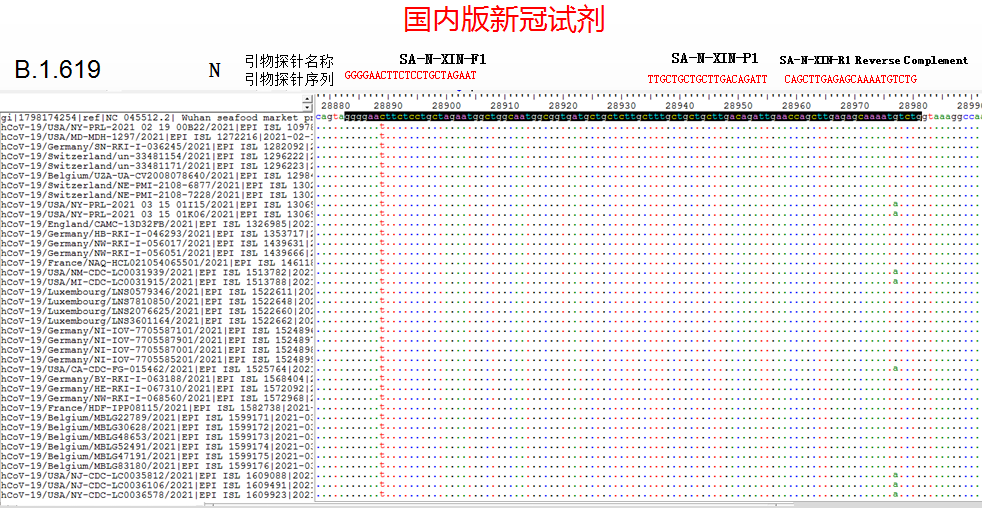 国内版新冠试剂
B.1.619
N
引物探针名称
引物探针序列
SA-N-XIN-F1
GGGGAACTTCTCCTGCTAGAAT
SA-N-XIN-P1
TTGCTGCTGCTTGACAGATT
SA-N-XIN-R1 Reverse Complement
CAGCTTGAGAGCAAAATGTCTG
28880 28890 28900 28910 28920 28930 28940 28950 28960 28970 28980 2899
gi|1798174254|ref|NC 045512.2| Wuhan seafood market p cagtaggggaacttctcctgctagaatggctggcaatggcggtgatgctgctcttgctttgctgctgcttgacagattgaaccagcttgagagcaaaatgtctggtaaaggccaa
hCoV-19/USA/NY-PRL-2021 02 19 00B22/2021|EPI ISL 1097 t
hCoV-19/USA/MD-MDH-1297/2021|EPI ISL 1272216|2021-02- t
hCoV-19/Germany/SN-RKI-I-036245/2021|EPI ISL 1282092| t
hCoV-19/Switzerland/un-33481154/2021|EPI ISL 1296222| t
hCoV-19/Switzerland/un-33481171/2021|EPI ISL 1296223| t
hCoV-19/Belgium/UZA-UA-CV2008078640/2021|EPI ISL 1298 t
hCoV-19/Switzerland/NE-PMI-2108-6877/2021|EPI ISL 130 t
hCoV-19/Switzerland/NE-PMI-2108-7228/2021|EPI ISL 130 t
hCoV-19/USA/NY-PRL-2021 03 15 01I15/2021|EPI ISL 1306 t a
hCoV-19/USA/NY-PRL-2021 03 15 01K06/2021|EPI ISL 1306 t a
hCoV-19/England/CAMC-13D32FB/2021|EPI ISL 1326985|202 t
hCoV-19/Germany/HB-RKI-I-046293/2021|EPI ISL 1353717| t
hCoV-19/Germany/NW-RKI-I-056017/2021|EPI ISL 1439631| t
hCoV-19/Germany/NW-RKI-I-056051/2021|EPI ISL 1439666| t
hCoV-19/France/NAQ-HCL021054065501/2021|EPI ISL 14611 t
hCoV-19/USA/NM-CDC-LC0031939/2021|EPI ISL 1513782|202 t a
hCoV-19/USA/MI-CDC-LC0031915/2021|EPI ISL 1513788|202 t a
hCoV-19/Luxembourg/LNS0579346/2021|EPI ISL 1522611|20 t
hCoV-19/Luxembourg/LNS7810850/2021|EPI ISL 1522648|20 t
hCoV-19/Luxembourg/LNS2076625/2021|EPI ISL 1522660|20 t
hCoV-19/Luxembourg/LNS3601164/2021|EPI ISL 1522662|20 t
hCoV-19/Germany/NI-IOV-7705587101/2021|EPI ISL 152489 t
hCoV-19/Germany/NI-IOV-7705587901/2021|EPI ISL 152489 t
hCoV-19/Germany/NI-IOV-7705587001/2021|EPI ISL 152489 t
hCoV-19/Germany/NI-IOV-7705585201/2021|EPI ISL 152489 t
hCoV-19/USA/CA-CDC-FG-015462/2021|EPI ISL 1525764|202 t a
hCoV-19/Germany/BY-RKI-I-063188/2021|EPI ISL 1568404| t
hCoV-19/Germany/HE-RKI-I-067310/2021|EPI ISL 1572092| t
hCoV-19/Germany/NW-RKI-I-068560/2021|EPI ISL 1572968| t
hCoV-19/France/HDF-IPP08115/2021|EPI ISL 1582738|2021 t
hCoV-19/Belgium/MBLG22789/2021|EPI ISL 1599171|2021-0 t
hCoV-19/Belgium/MBLG30628/2021|EPI ISL 1599172|2021-0 t
hCoV-19/Belgium/MBLG48653/2021|EPI ISL 1599173|2021-0 t
hCoV-19/Belgium/MBLG52491/2021|EPI ISL 1599174|2021-0 t
hCoV-19/Belgium/MBLG47191/2021|EPI ISL 1599175|2021-0 t
hCoV-19/Belgium/MBLG83180/2021|EPI ISL 1599176|2021-0 t
hCoV-19/USA/NJ-CDC-LC0035812/2021|EPI ISL 1609088|202 t a
hCoV-19/USA/NJ-CDC-LC0036106/2021|EPI ISL 1609491|202 t a
hCoV-19/USA/NY-CDC-LC0036578/2021|EPI ISL 1609923|202 t a